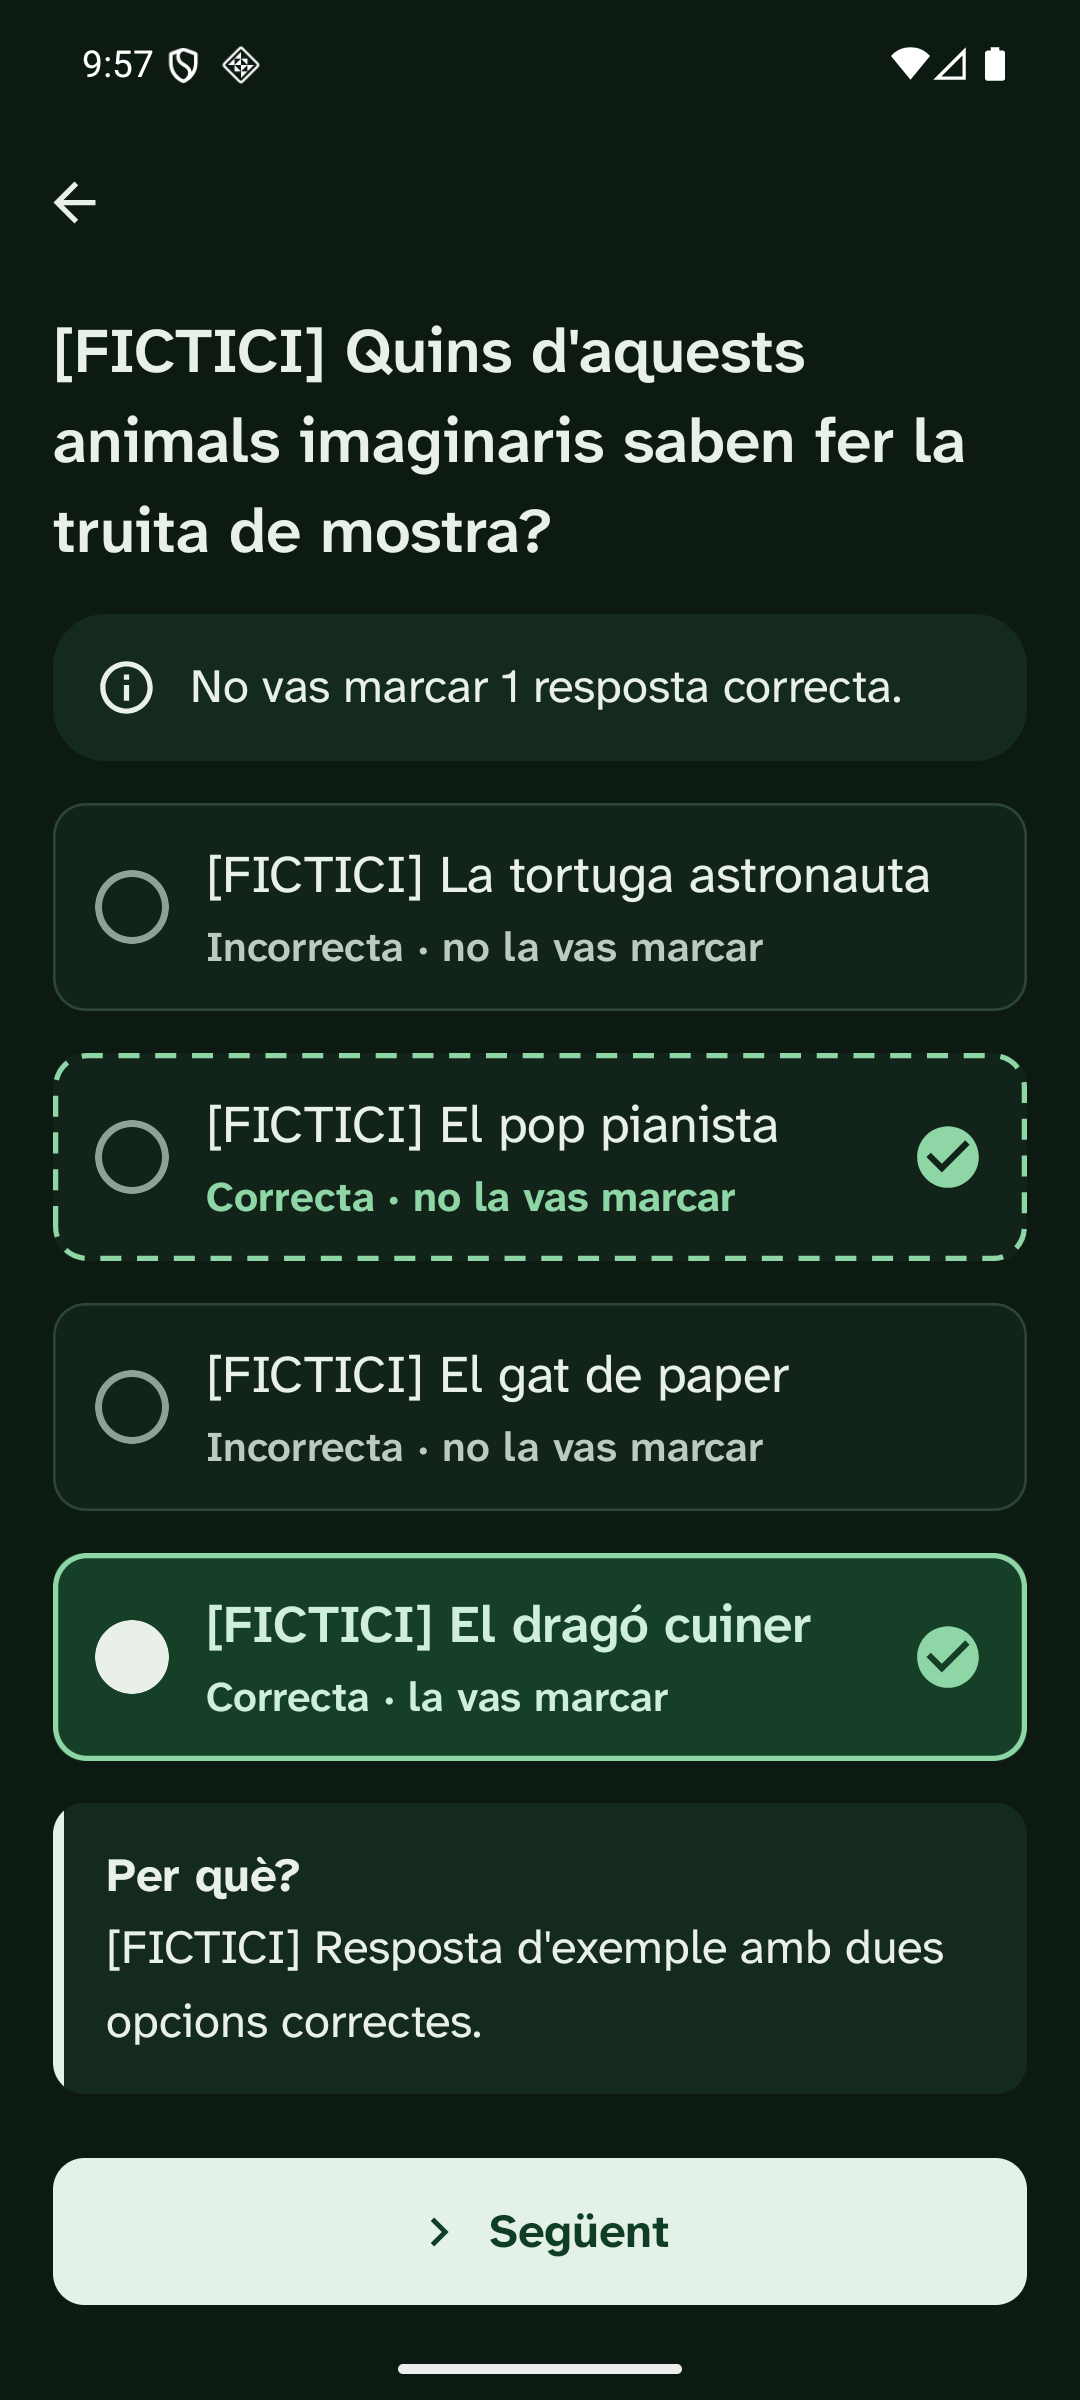 9:57
[FICTICI] Quins d'aquests
animals imaginaris saben fer la
truita de mostra?
No vas marcar 1 resposta correcta.
[FICTICI] La tortuga astronauta
Incorrecta · no la vas marcar
[FICTICI] El pop pianista
Correcta · no la vas marcar
[FICTICI] El gat de paper
Incorrecta · no la vas marcar
[FICTICI] El dragó cuiner
Correcta · la vas marcar
Per què?
[FICTICI] Resposta d'exemple amb dues
opcions correctes.
Següent